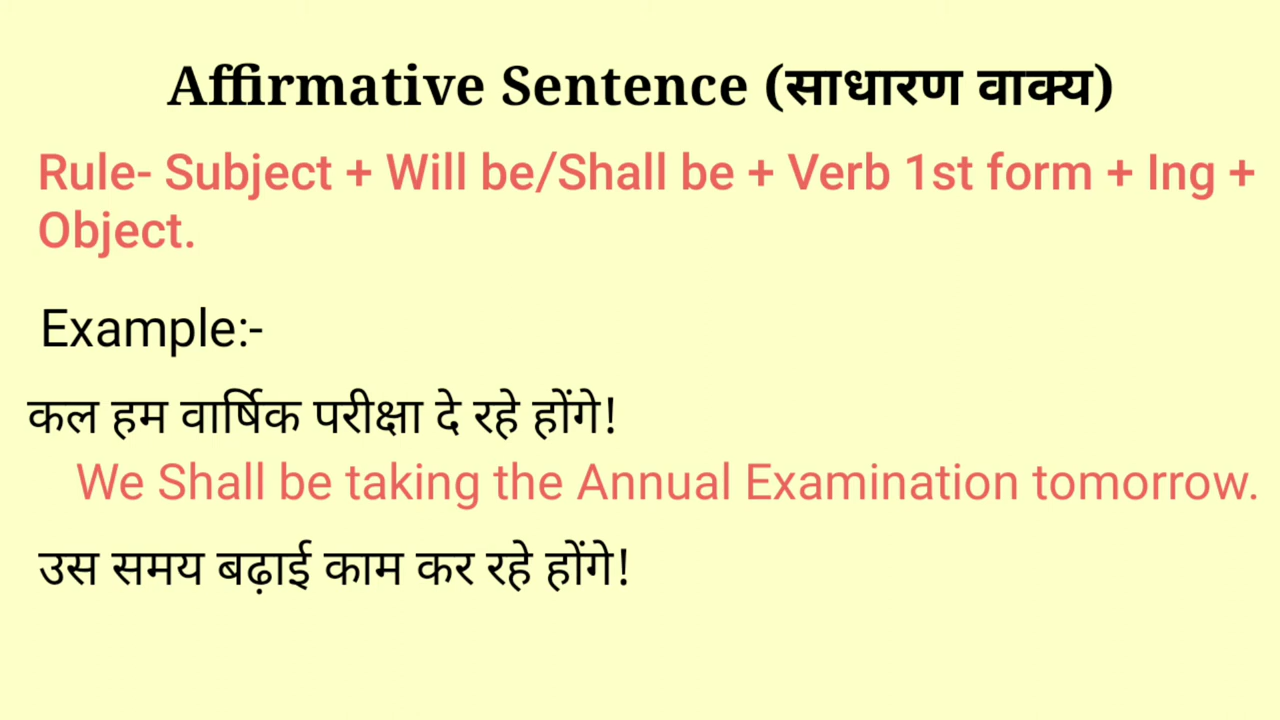 Affirmative Sentence (साधारण वाक्य)
Rule- Subject + Will be/Shall be + Verb 1st form + Ing +
Object.
Example:-
कल हम वार्षिक परीक्षा दे रहे होंगे!
We Shall be taking the Annual Examination tomorrow.
उस समय बढ़ाई काम कर रहे होंगे!